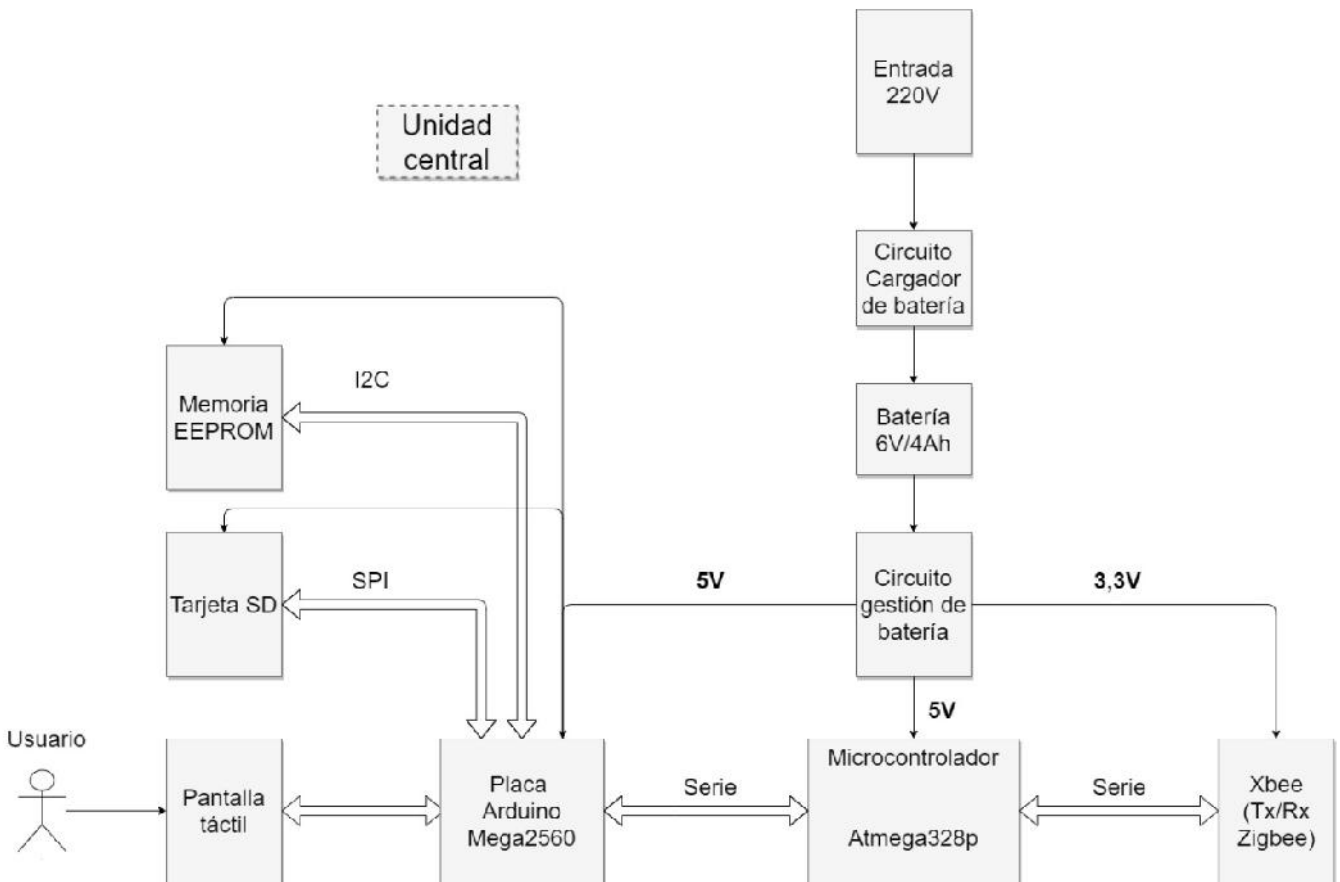 Entrada
220V
Unidad
central
Circuito
Cargador
de batería
I2C
Memoria
EEPROM
Batería
6V/4Ah
SPI
Tarjeta SD
5V
Circuito
gestión de
batería
3,3V
5V
Usuario
Pantalla
táctil
Placa
Arduino
Mega2560
Serie
Microcontrolador
Atmega328p
Serie
Xbee
(Tx/Rx
Zigbee)